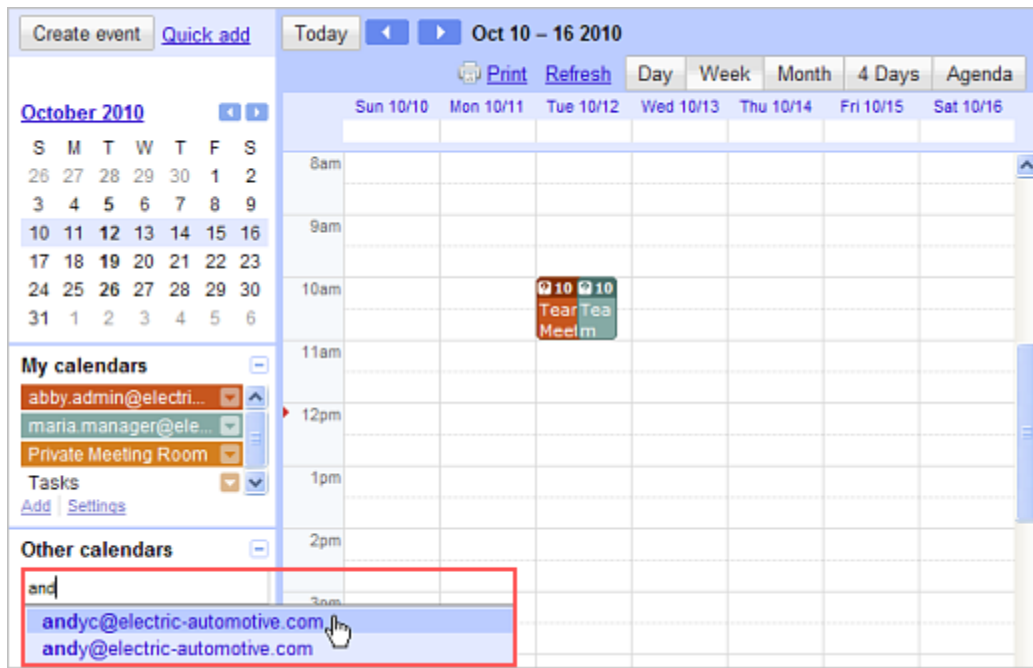 Create event Quick add
Today Oct 10 – 16 2010
Print Refresh Day Week Month 4 Days Agenda
October 2010
S M T W T F S
26 27 28 29 30 1 2
3 4 5 6 7 8 9
10 11 12 13 14 15 16
17 18 19 20 21 22 23
24 25 26 27 28 29 30
31 1 2 3 4 5 6
My calendars
abby.admin@electri...
maria.manager@ele...
Private Meeting Room
Tasks
Add Settings
Other calendars
and
andyc@electric-automotive.com
andy@electric-automotive.com
Sun 10/10 Mon 10/11 Tue 10/12 Wed 10/13 Thu 10/14 Fri 10/15 Sat 10/16
8am
9am
10am
10 10
Tear Tea
Meet m
11am
12pm
1pm
2pm
3pm